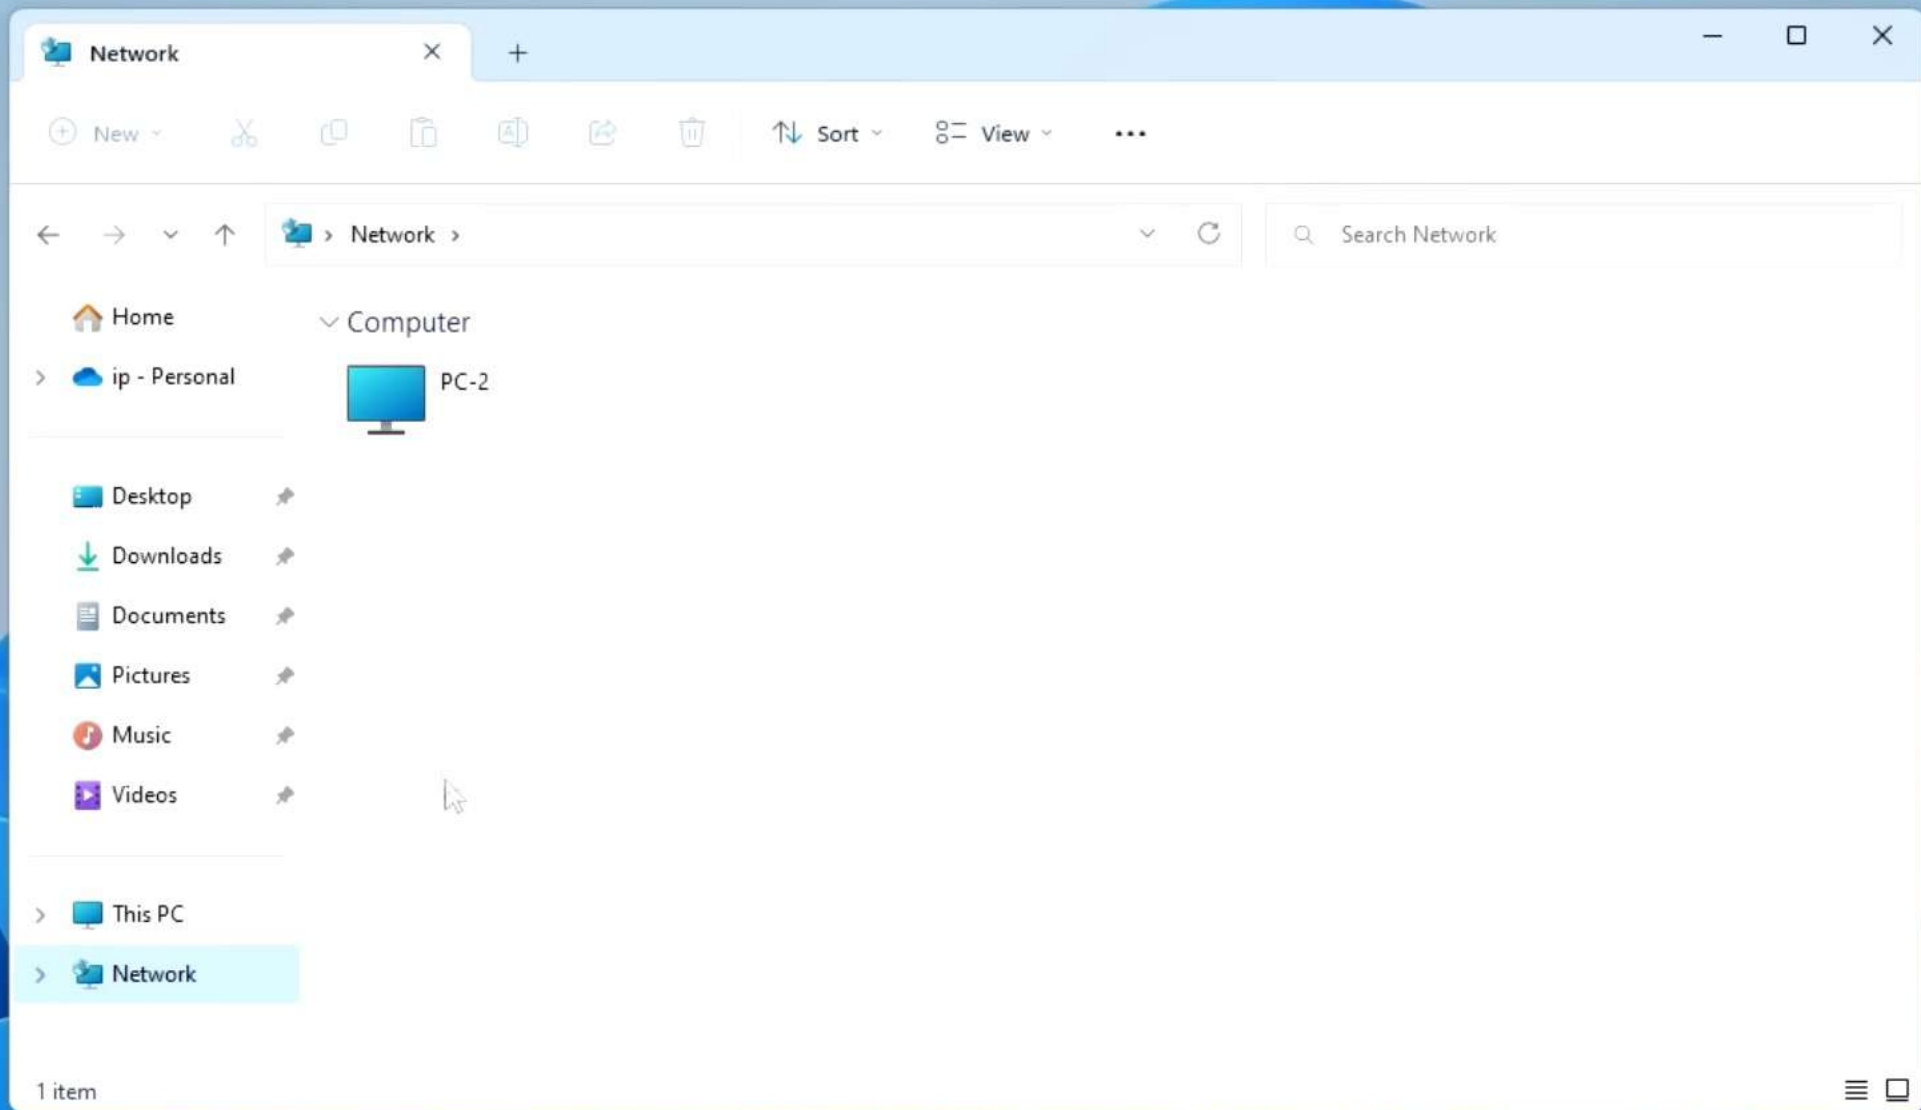 Network
New
Sort
View
Network
Search Network
Home
ip - Personal
Desktop
Downloads
Documents
Pictures
Music
Videos
This PC
Network
Computer
PC-2
1 item